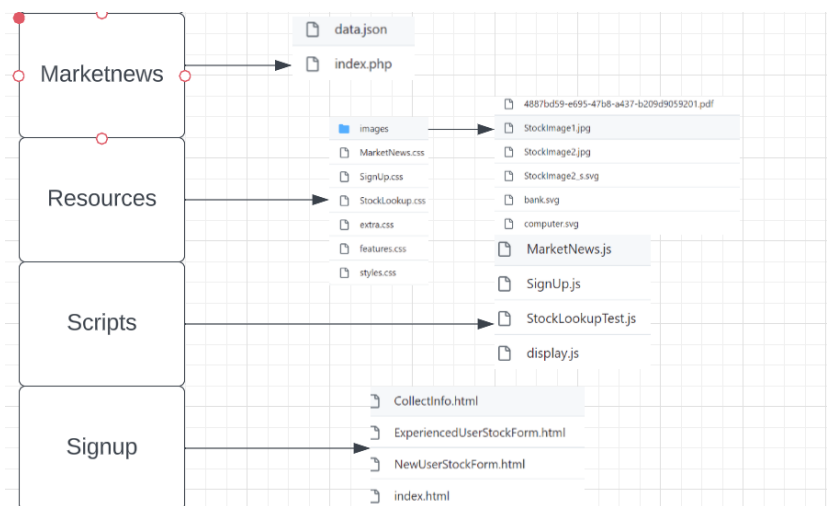 Marketnews
data.json
index.php
Resources
images
MarketNews.css
SignUp.css
StockLookup.css
extra.css
features.css
styles.css
4887bd59-e695-47b8-a437-b209d9059201.pdf
StockImage1.jpg
StockImage2.jpg
StockImage2_s.svg
bank.svg
computer.svg
Scripts
MarketNews.js
SignUp.js
StockLookupTest.js
display.js
Signup
CollectInfo.html
ExperiencedUserStockForm.html
NewUserStockForm.html
index.html